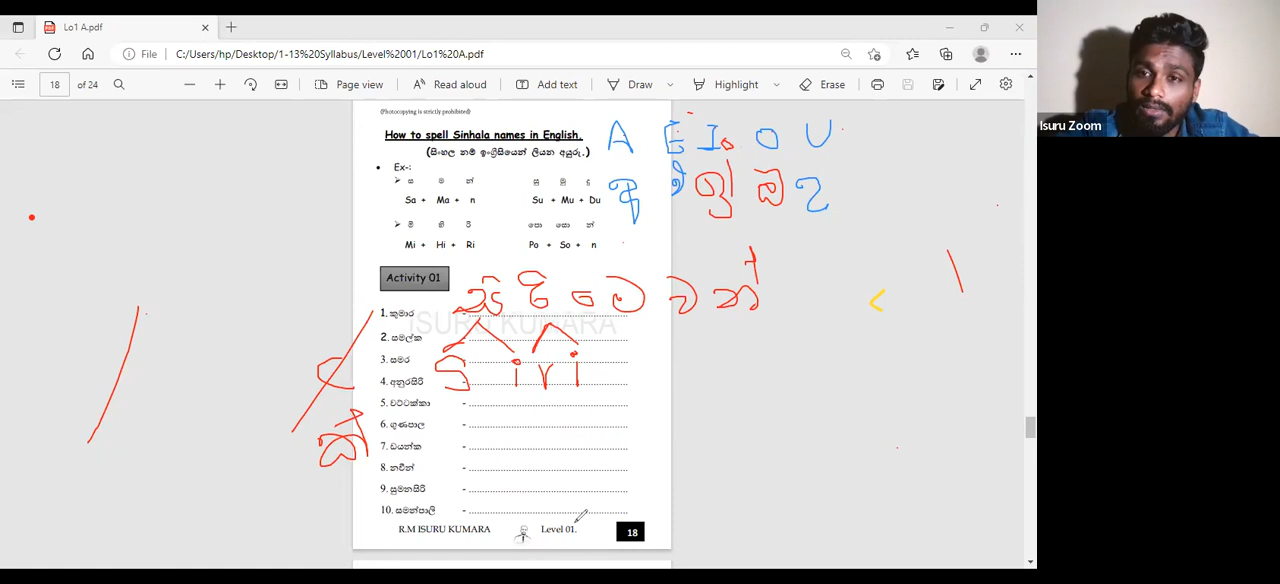 Lo1 A.pdf
File C:/Users/hp/Desktop/1-13%20Syllabus/Level%2001/Lo1%20A.pdf
18 of 24 Page view Read aloud Add text Draw Highlight Erase
Isuru Zoom
(Photocopying is strictly prohibited)
How to spell Sinhala names in English.
(සිංහල නම් ඉංග්‍රීසියෙන් ලියන අයුරු.)
A E I O U
Ex-:
ස ම න් සු මු දු
Sa + Ma + n Su + Mu + Du
අ එ ඉ ඔ උ
මි හි රි පො සො න්
Mi + Hi + Ri Po + So + n
Activity 01
ISURU KUMARA
1. කුමාර -
2. සමල්ක -
3. සමර -
S i r i
4. අනුරසිරි -
5. වට්ටක්කා -
6. ගුණපාල -
7. ඩයන්ක -
8. නවීන් -
9. සුමනසිරි -
10. සමන්පාලි -
R.M ISURU KUMARA Level 01. 18